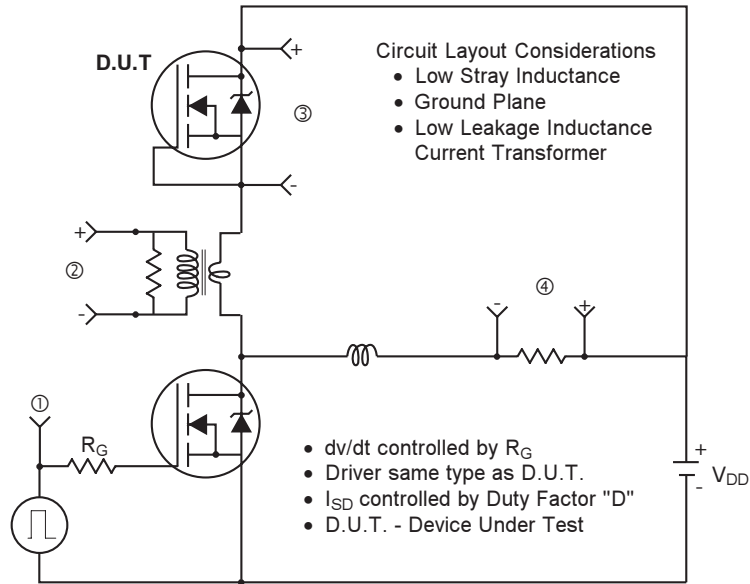 D.U.T
+
③
-
Circuit Layout Considerations
• Low Stray Inductance
• Ground Plane
• Low Leakage Inductance
Current Transformer
+
②
-
④
-
+
①
R_G
• dv/dt controlled by R_G
• Driver same type as D.U.T.
• I_SD controlled by Duty Factor "D"
• D.U.T. - Device Under Test
+
-
V_DD